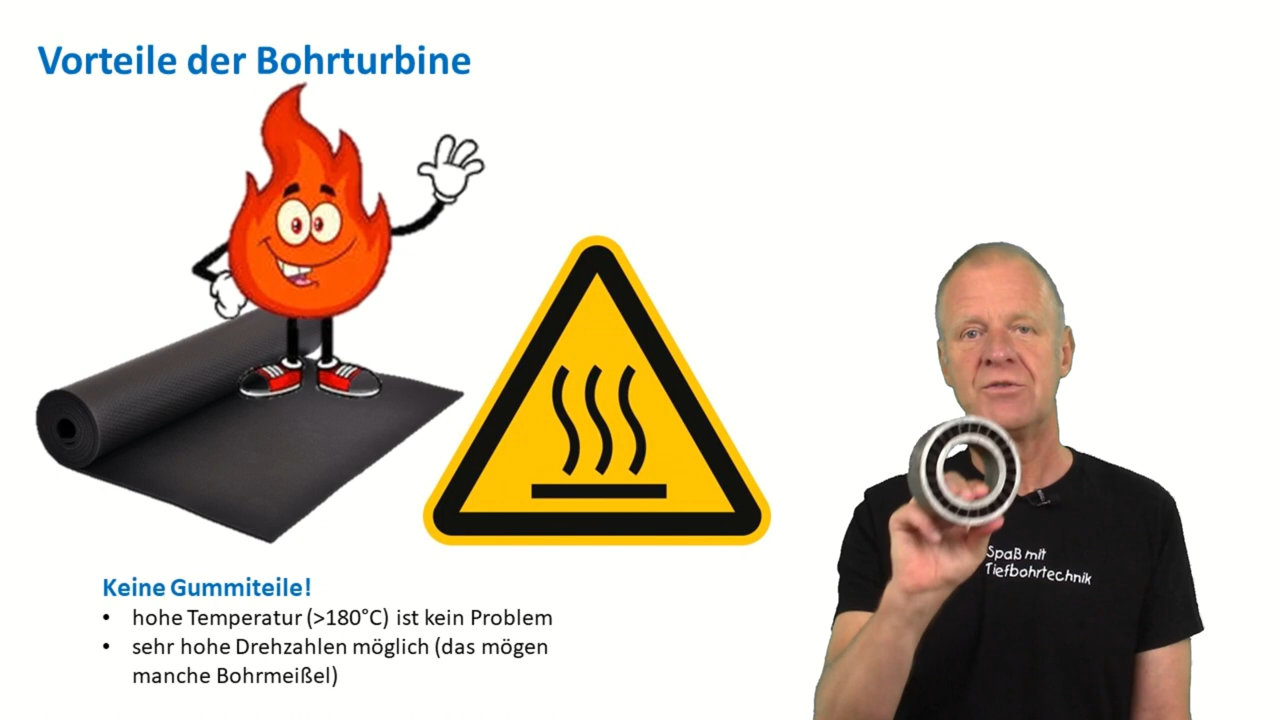 Vorteile der Bohrturbine
Keine Gummiteile!
• hohe Temperatur (>180°C) ist kein Problem
• sehr hohe Drehzahlen möglich (das mögen
manche Bohrmeißel)
Spaß mit
Tiefbohrtechnik